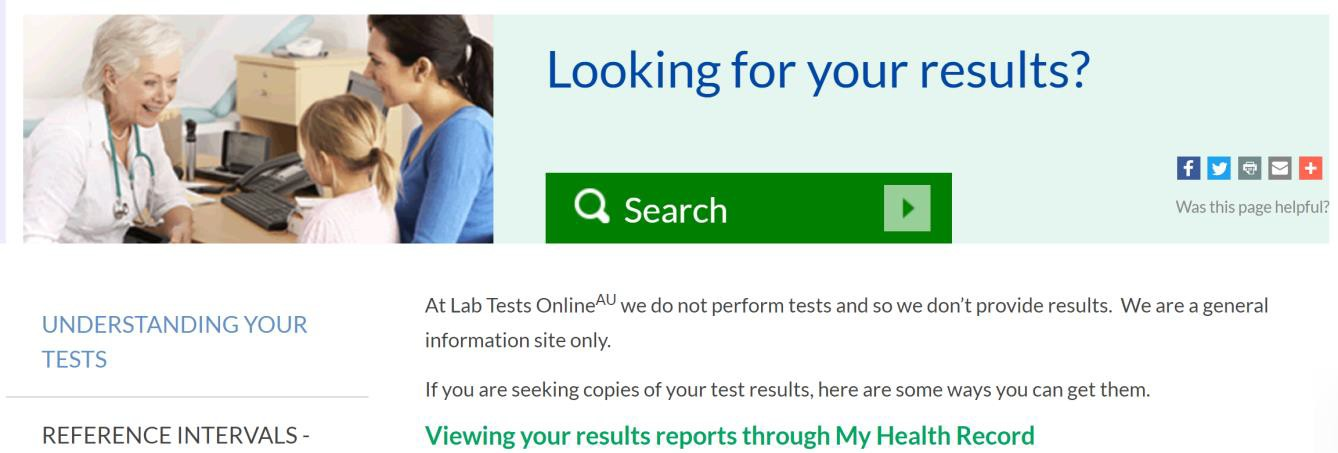 Looking for your results?
Search
Was this page helpful?
UNDERSTANDING YOUR
TESTS
REFERENCE INTERVALS -
At Lab Tests OnlineAU we do not perform tests and so we don't provide results.  We are a general
information site only.
If you are seeking copies of your test results, here are some ways you can get them.
Viewing your results reports through My Health Record